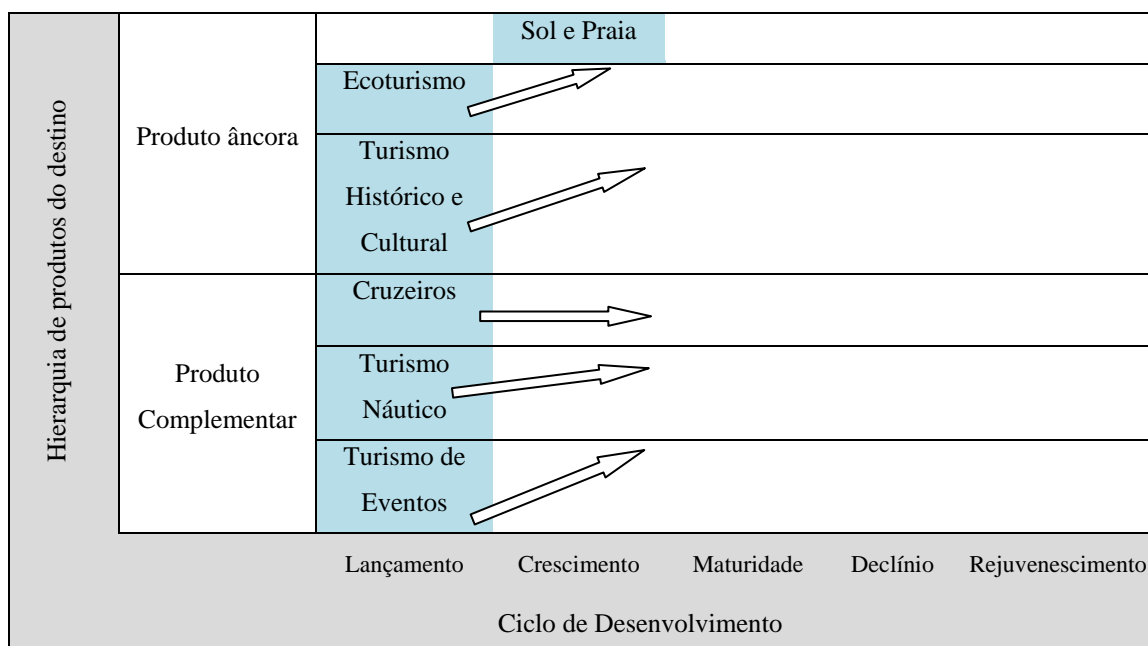 Hierarquia de produtos do destino
Produto âncora
Sol e Praia
Ecoturismo
Turismo
Histórico e
Cultural
Produto
Complementar
Cruzeiros
Turismo
Náutico
Turismo de
Eventos
Lançamento Crescimento Maturidade Declínio Rejuvenescimento
Ciclo de Desenvolvimento